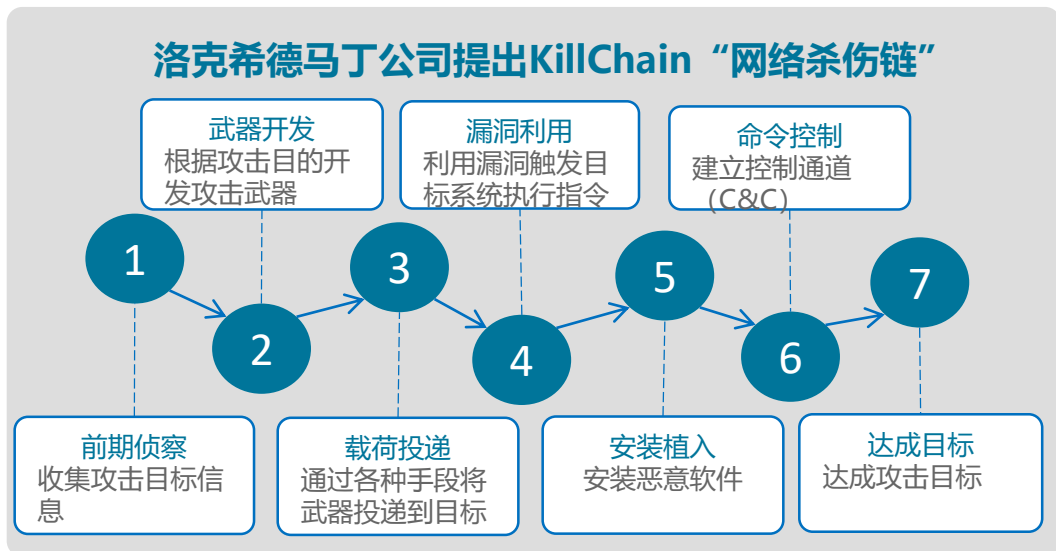 洛克希德马丁公司提出KillChain“网络杀伤链”
武器开发
根据攻击目的开
发攻击武器
漏洞利用
利用漏洞触发目
标系统执行指令
命令控制
建立控制通道
（C&C）
1
2
3
4
5
6
7
前期侦察
收集攻击目标信
息
载荷投递
通过各种手段将
武器投递到目标
安装植入
安装恶意软件
达成目标
达成攻击目标